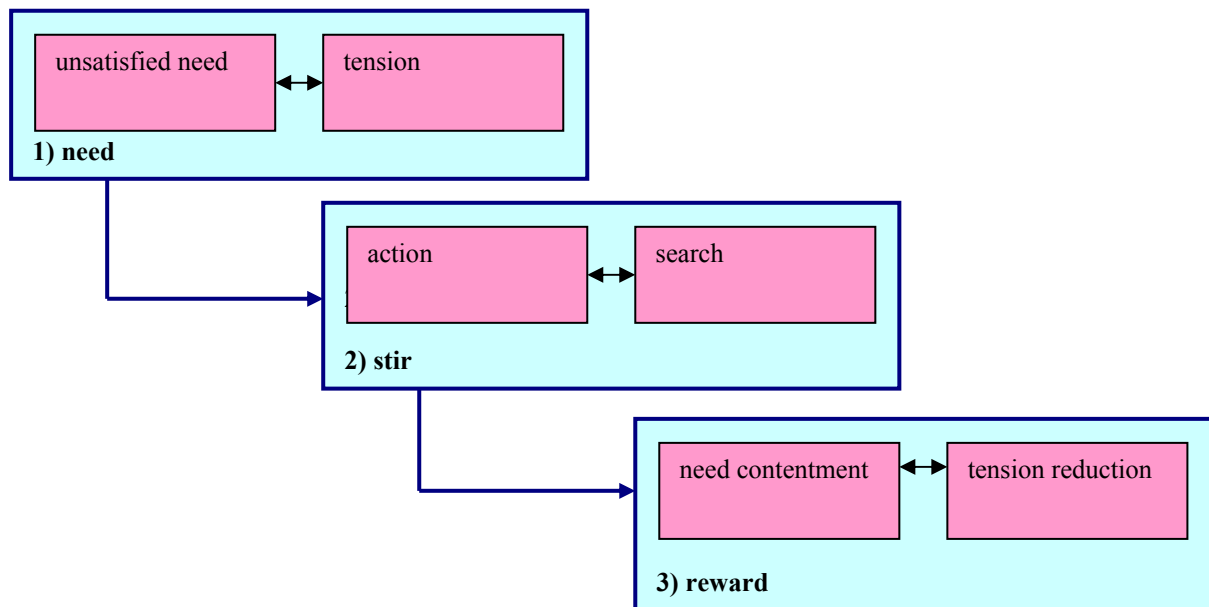 unsatisfied need
tension
1) need
action
search
2) stir
need contentment
tension reduction
3) reward